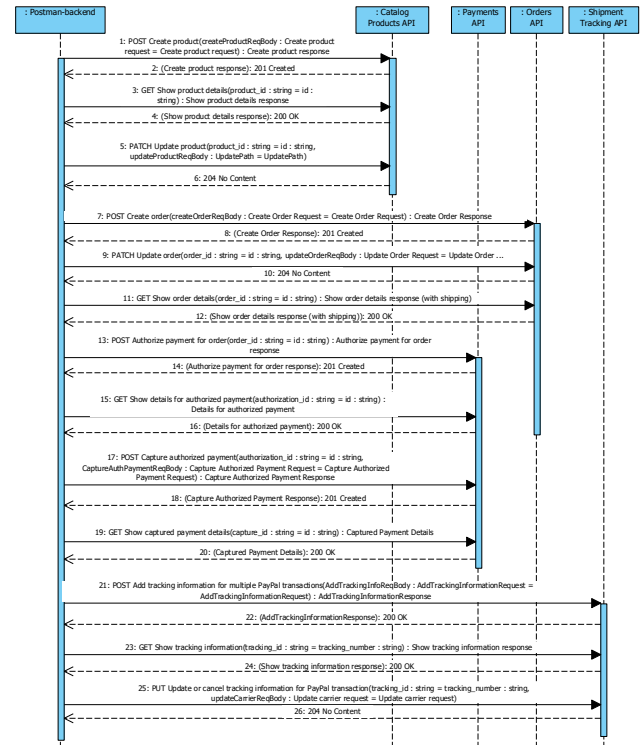 : Postman-backend
: Catalog
Products API
: Payments
API
: Orders
API
: Shipment
Tracking API
1: POST Create product(createProductReqBody : Create product
request = Create product request) : Create product response
2: (Create product response): 201 Created
3: GET Show product details(product_id : string = id :
string) : Show product details response
4: (Show product details response): 200 OK
5: PATCH Update product(product_id : string = id : string,
updateProductReqBody : UpdatePath = UpdatePath)
6: 204 No Content
7: POST Create order(createOrderReqBody : Create Order Request = Create Order Request) : Create Order Response
8: (Create Order Response): 201 Created
9: PATCH Update order(order_id : string = id : string, updateOrderReqBody : Update Order Request = Update Order ...
10: 204 No Content
11: GET Show order details(order_id : string = id : string) : Show order details response (with shipping)
12: (Show order details response (with shipping)): 200 OK
13: POST Authorize payment for order(order_id : string = id : string) : Authorize payment for order
response
14: (Authorize payment for order response): 201 Created
15: GET Show details for authorized payment(authorization_id : string = id : string) :
Details for authorized payment
16: (Details for authorized payment): 200 OK
17: POST Capture authorized payment(authorization_id : string = id : string,
CaptureAuthPaymentReqBody : Capture Authorized Payment Request = Capture Authorized
Payment Request) : Capture Authorized Payment Response
18: (Capture Authorized Payment Response): 201 Created
19: GET Show captured payment details(capture_id : string = id : string) : Captured Payment Details
20: (Captured Payment Details): 200 OK
21: POST Add tracking information for multiple PayPal transactions(AddTrackingInfoReqBody : AddTrackingInformationRequest =
AddTrackingInformationRequest) : AddTrackingInformationResponse
22: (AddTrackingInformationResponse): 200 OK
23: GET Show tracking information(tracking_id : string = tracking_number : string) : Show tracking information response
24: (Show tracking information response): 200 OK
25: PUT Update or cancel tracking information for PayPal transaction(tracking_id : string = tracking_number : string,
updateCarrierReqBody : Update carrier request = Update carrier request)
26: 204 No Content